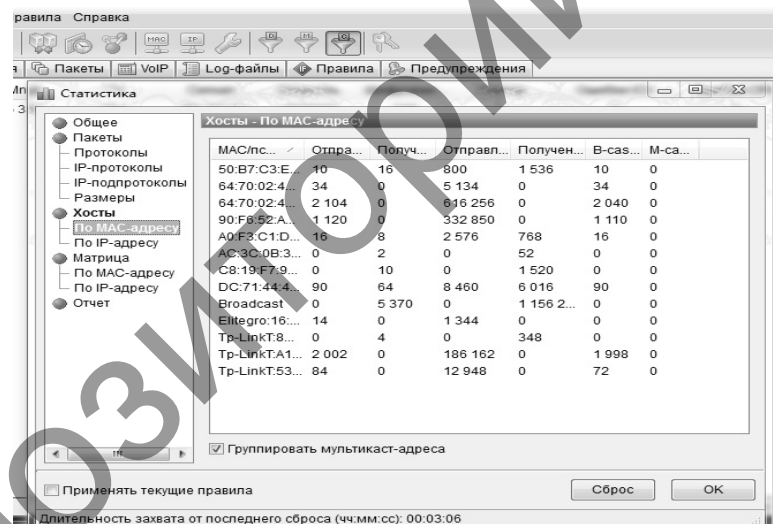 равила Справка
MAC IP D M C
Пакеты VoIP Log-файлы Правила Предупреждения
Статистика
Общее
Пакеты
Протоколы
IP-протоколы
IP-подпротоколы
Размеры
Хосты
По MAC-адресу
По IP-адресу
Матрица
По MAC-адресу
По IP-адресу
Отчет
Хосты - По MAC-адресу
MAC/пс... Отпра... Получ... Отправл... Получен... B-cas... M-ca...
50:B7:C3:E... 10 16 800 1 536 10 0
64:70:02:4... 34 0 5 134 0 34 0
64:70:02:4... 2 104 0 616 256 0 2 040 0
90:F6:52:A... 1 120 0 332 850 0 1 110 0
A0:F3:C1:D... 16 8 2 576 768 16 0
AC:3C:0B:3... 0 2 0 52 0 0
C8:19:F7:9... 0 10 0 1 520 0 0
DC:71:44:4... 90 64 8 460 6 016 90 0
Broadcast 0 5 370 0 1 156 2... 0 0
Elitegro:16:... 14 0 1 344 0 0 0
Tp-LinkT:8... 0 4 0 348 0 0
Tp-LinkT:A1... 2 002 0 186 162 0 1 998 0
Tp-LinkT:53... 84 0 12 948 0 72 0
Группировать мультикаст-адреса
Применять текущие правила
Сброс OK
Длительность захвата от последнего сброса (чч:мм:сс): 00:03:06